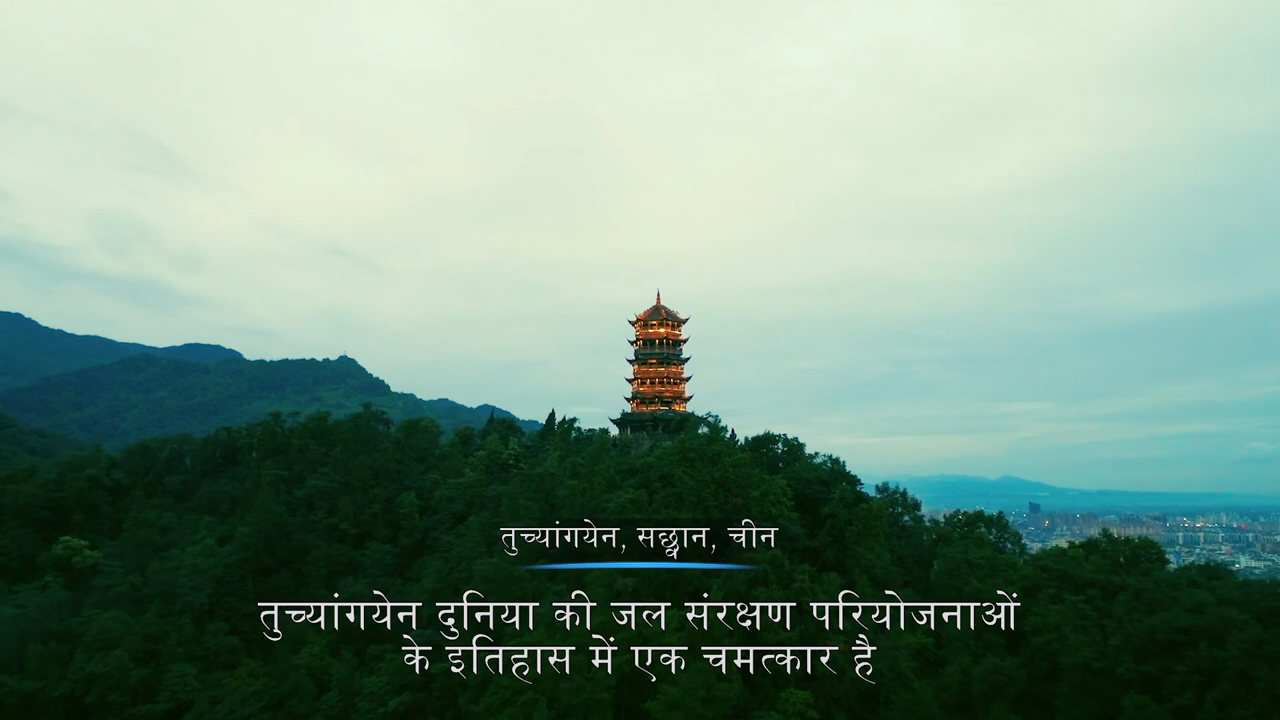 तुच्यांगयेन, सछ्वान, चीन
तुच्यांगयेन दुनिया की जल संरक्षण परियोजनाओं
के इतिहास में एक चमत्कार है